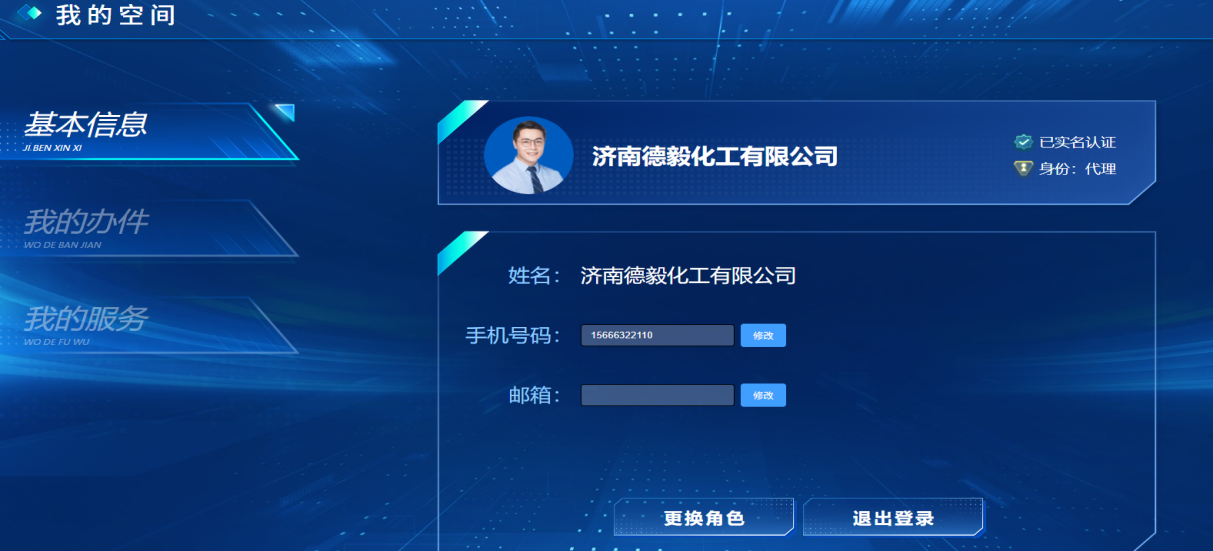 我的空间
基本信息
JI BEN XIN XI
我的办件
WO DE BAN JIAN
我的服务
WO DE FU WU
济南德毅化工有限公司
已实名认证
身份：代理
姓名： 济南德毅化工有限公司
手机号码： 15666322110 修改
邮箱： 修改
更换角色 退出登录